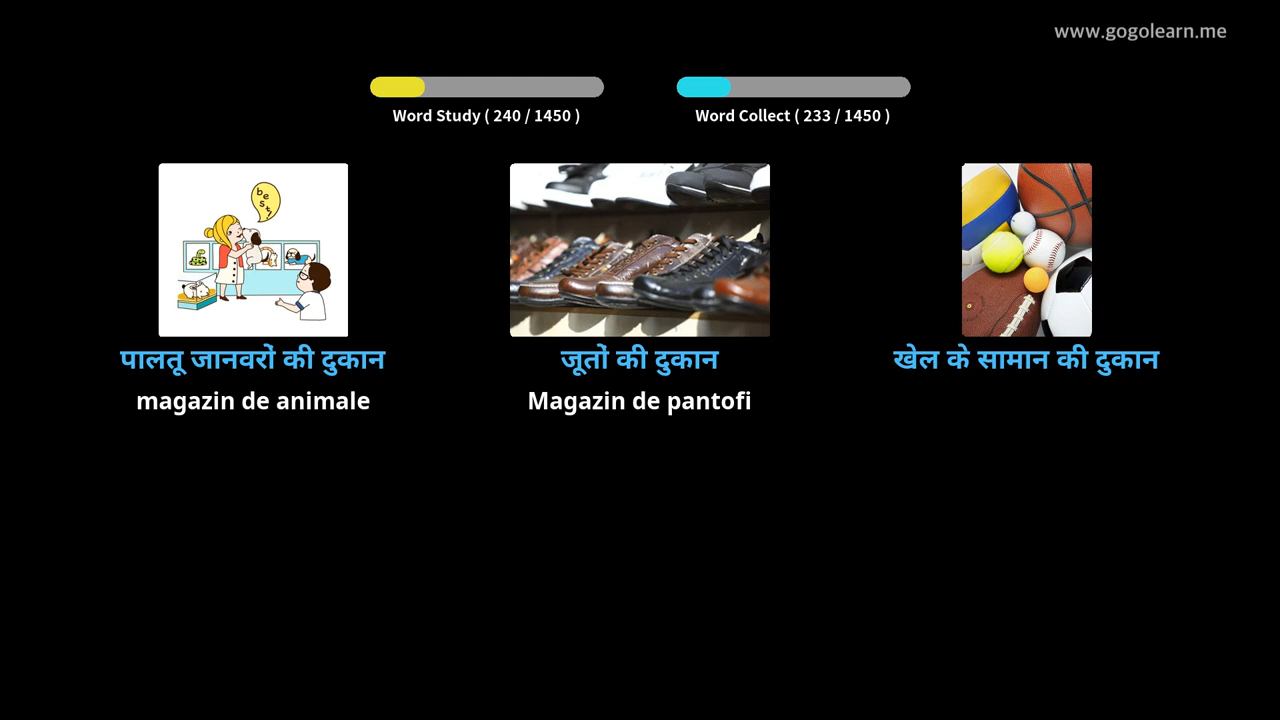 www.gogolearn.me
Word Study ( 240 / 1450 )
Word Collect ( 233 / 1450 )
best,
पालतू जानवरों की दुकान
जूतों की दुकान
खेल के सामान की दुकान
magazin de animale
Magazin de pantofi